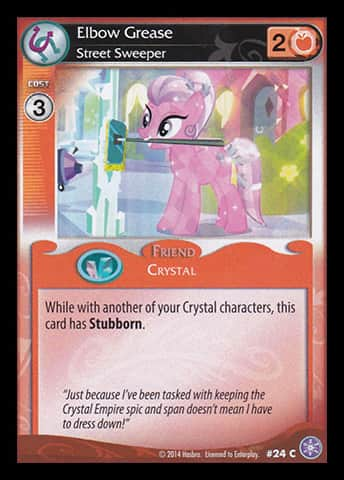 Elbow Grease
Street Sweeper
2
COST
3
FRIEND
CRYSTAL
While with another of your Crystal characters, this
card has Stubborn.
"Just because I've been tasked with keeping the
Crystal Empire spic and span doesn't mean I have
to dress down!"
© 2014 Hasbro. Licensed to Enterplay. #24 C